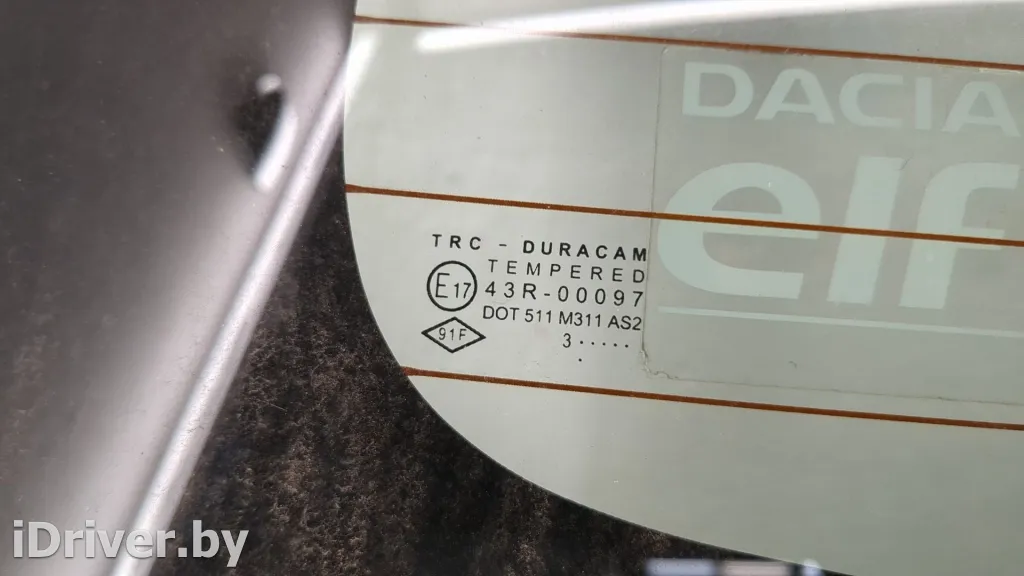 DACIA
elf
TRC - DURACAM
TEMPERED
E17
43R-00097
DOT 511 M311 AS2
91F
3 .....
.
iDriver.by